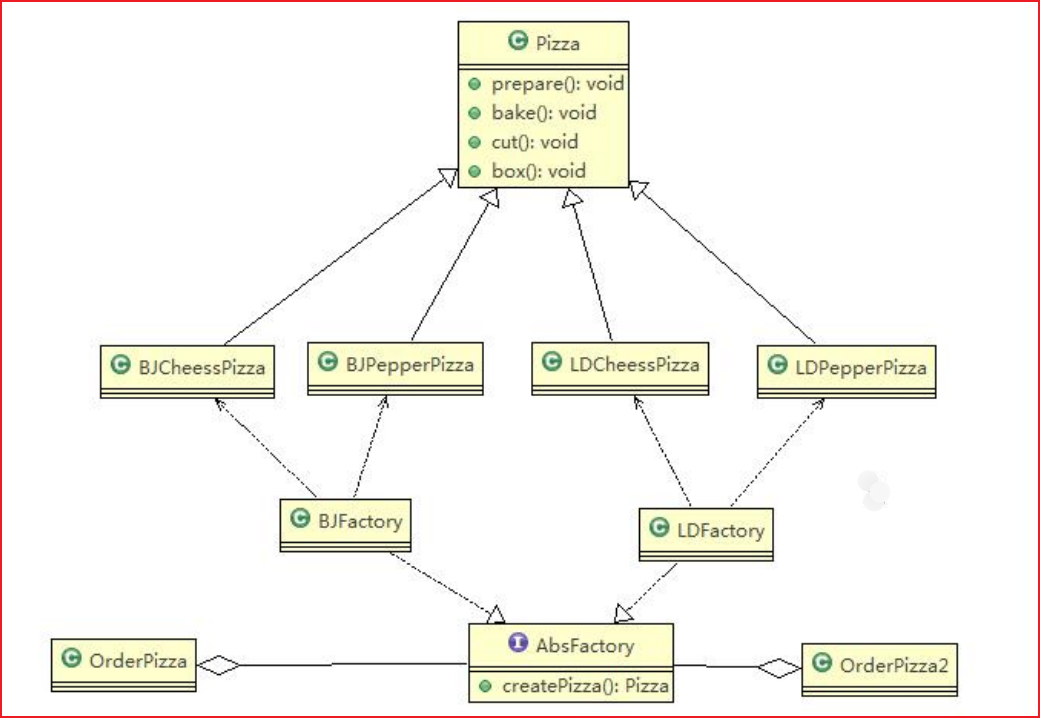 Pizza
prepare(): void
bake(): void
cut(): void
box(): void
BJCheessPizza
BJPepperPizza
LDCheessPizza
LDPepperPizza
BJFactory
LDFactory
AbsFactory
createPizza(): Pizza
OrderPizza
OrderPizza2